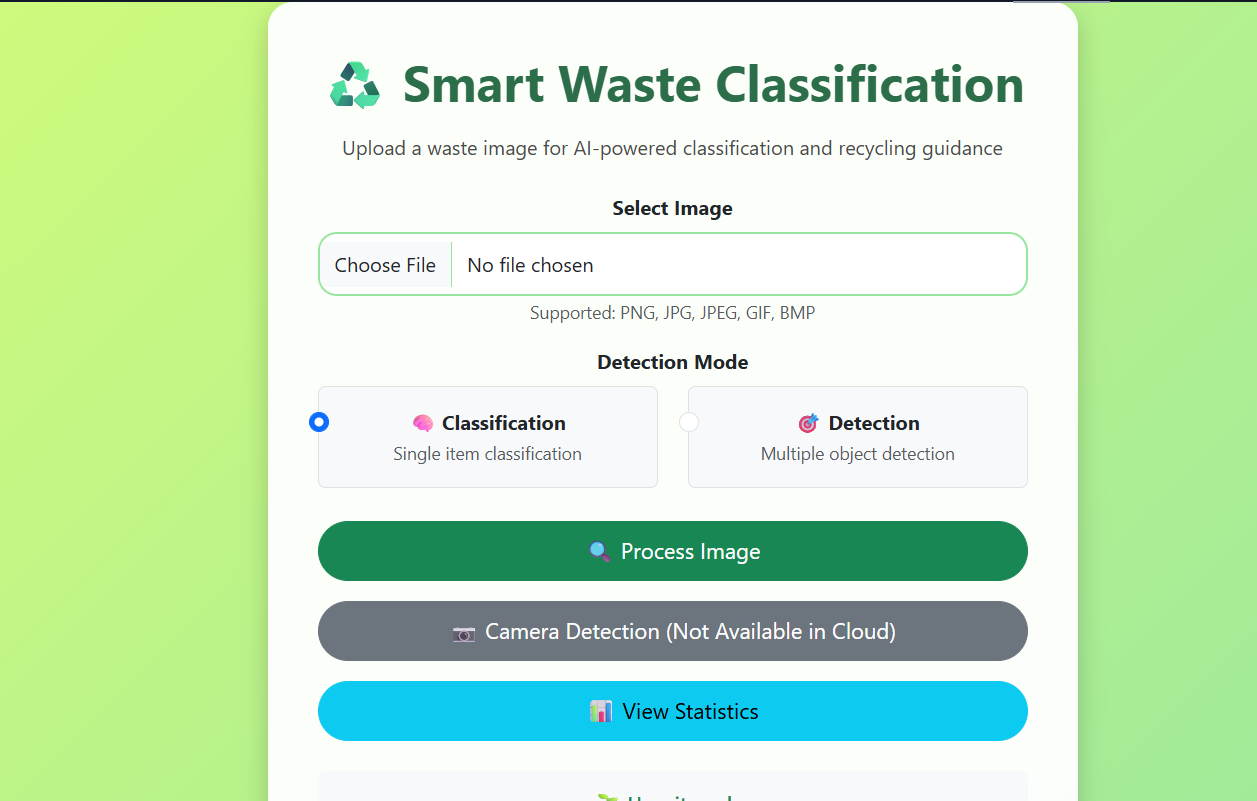 Smart Waste Classification
Upload a waste image for AI-powered classification and recycling guidance
Select Image
Choose File No file chosen
Supported: PNG, JPG, JPEG, GIF, BMP
Detection Mode
Classification
Single item classification
Detection
Multiple object detection
Process Image
Camera Detection (Not Available in Cloud)
View Statistics